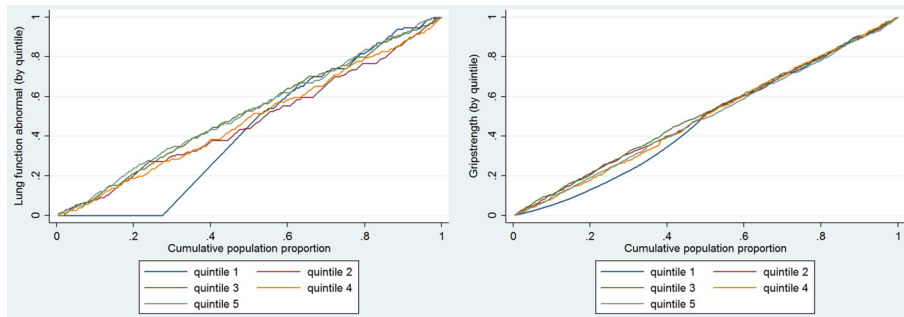 Lung function abnormal (by quintile)
1
.8
.6
.4
.2
0
0
.2
.4
.6
.8
1
Cumulative population proportion
quintile 1
quintile 2
quintile 3
quintile 4
quintile 5
Gripstrength (by quintile)
1
.8
.6
.4
.2
0
0
.2
.4
.6
.8
1
Cumulative population proportion
quintile 1
quintile 2
quintile 3
quintile 4
quintile 5